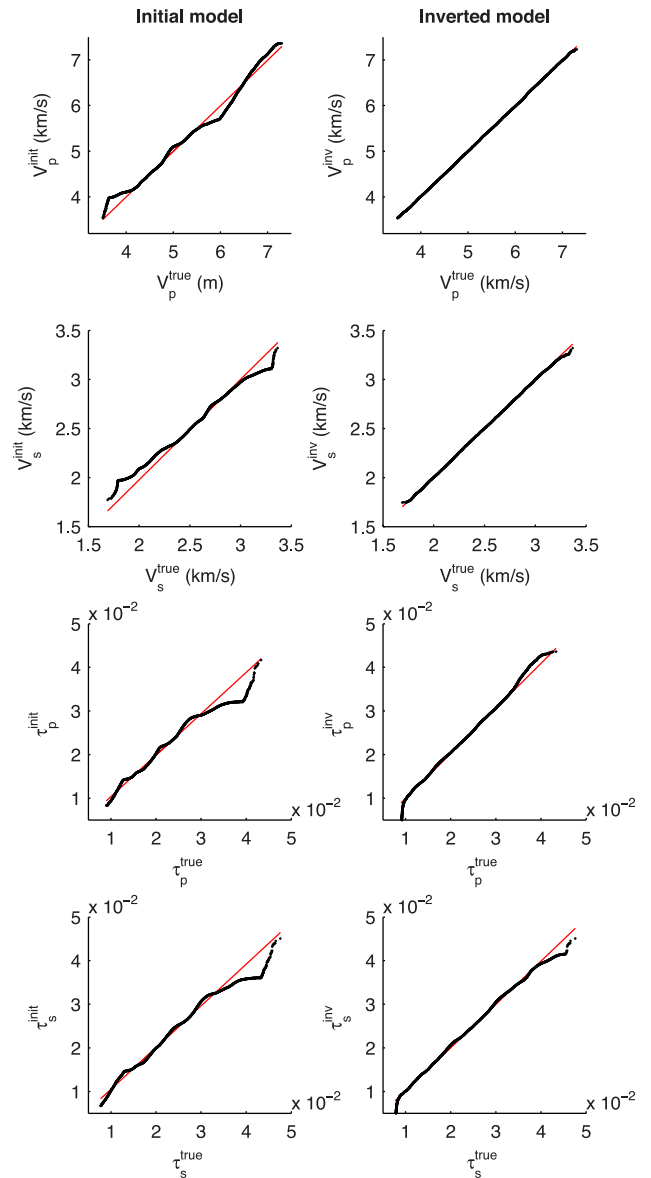 Initial model Inverted model
V_p^init (km/s)
7
6
5
4
4 5 6 7
V_p^true (m)
V_p^inv (km/s)
7
6
5
4
4 5 6 7
V_p^true (km/s)
V_s^init (km/s)
3.5
3
2.5
2
1.5
1.5 2 2.5 3 3.5
V_s^true (km/s)
V_s^inv (km/s)
3.5
3
2.5
2
1.5
1.5 2 2.5 3 3.5
V_s^true (km/s)
x 10^−2
τ_p^init
5
4
3
2
1
1 2 3 4 5
x 10^−2
τ_p^true
x 10^−2
τ_p^inv
5
4
3
2
1
1 2 3 4 5
x 10^−2
τ_p^true
x 10^−2
τ_s^init
5
4
3
2
1
1 2 3 4 5
x 10^−2
τ_s^true
x 10^−2
τ_s^inv
5
4
3
2
1
1 2 3 4 5
x 10^−2
τ_s^true